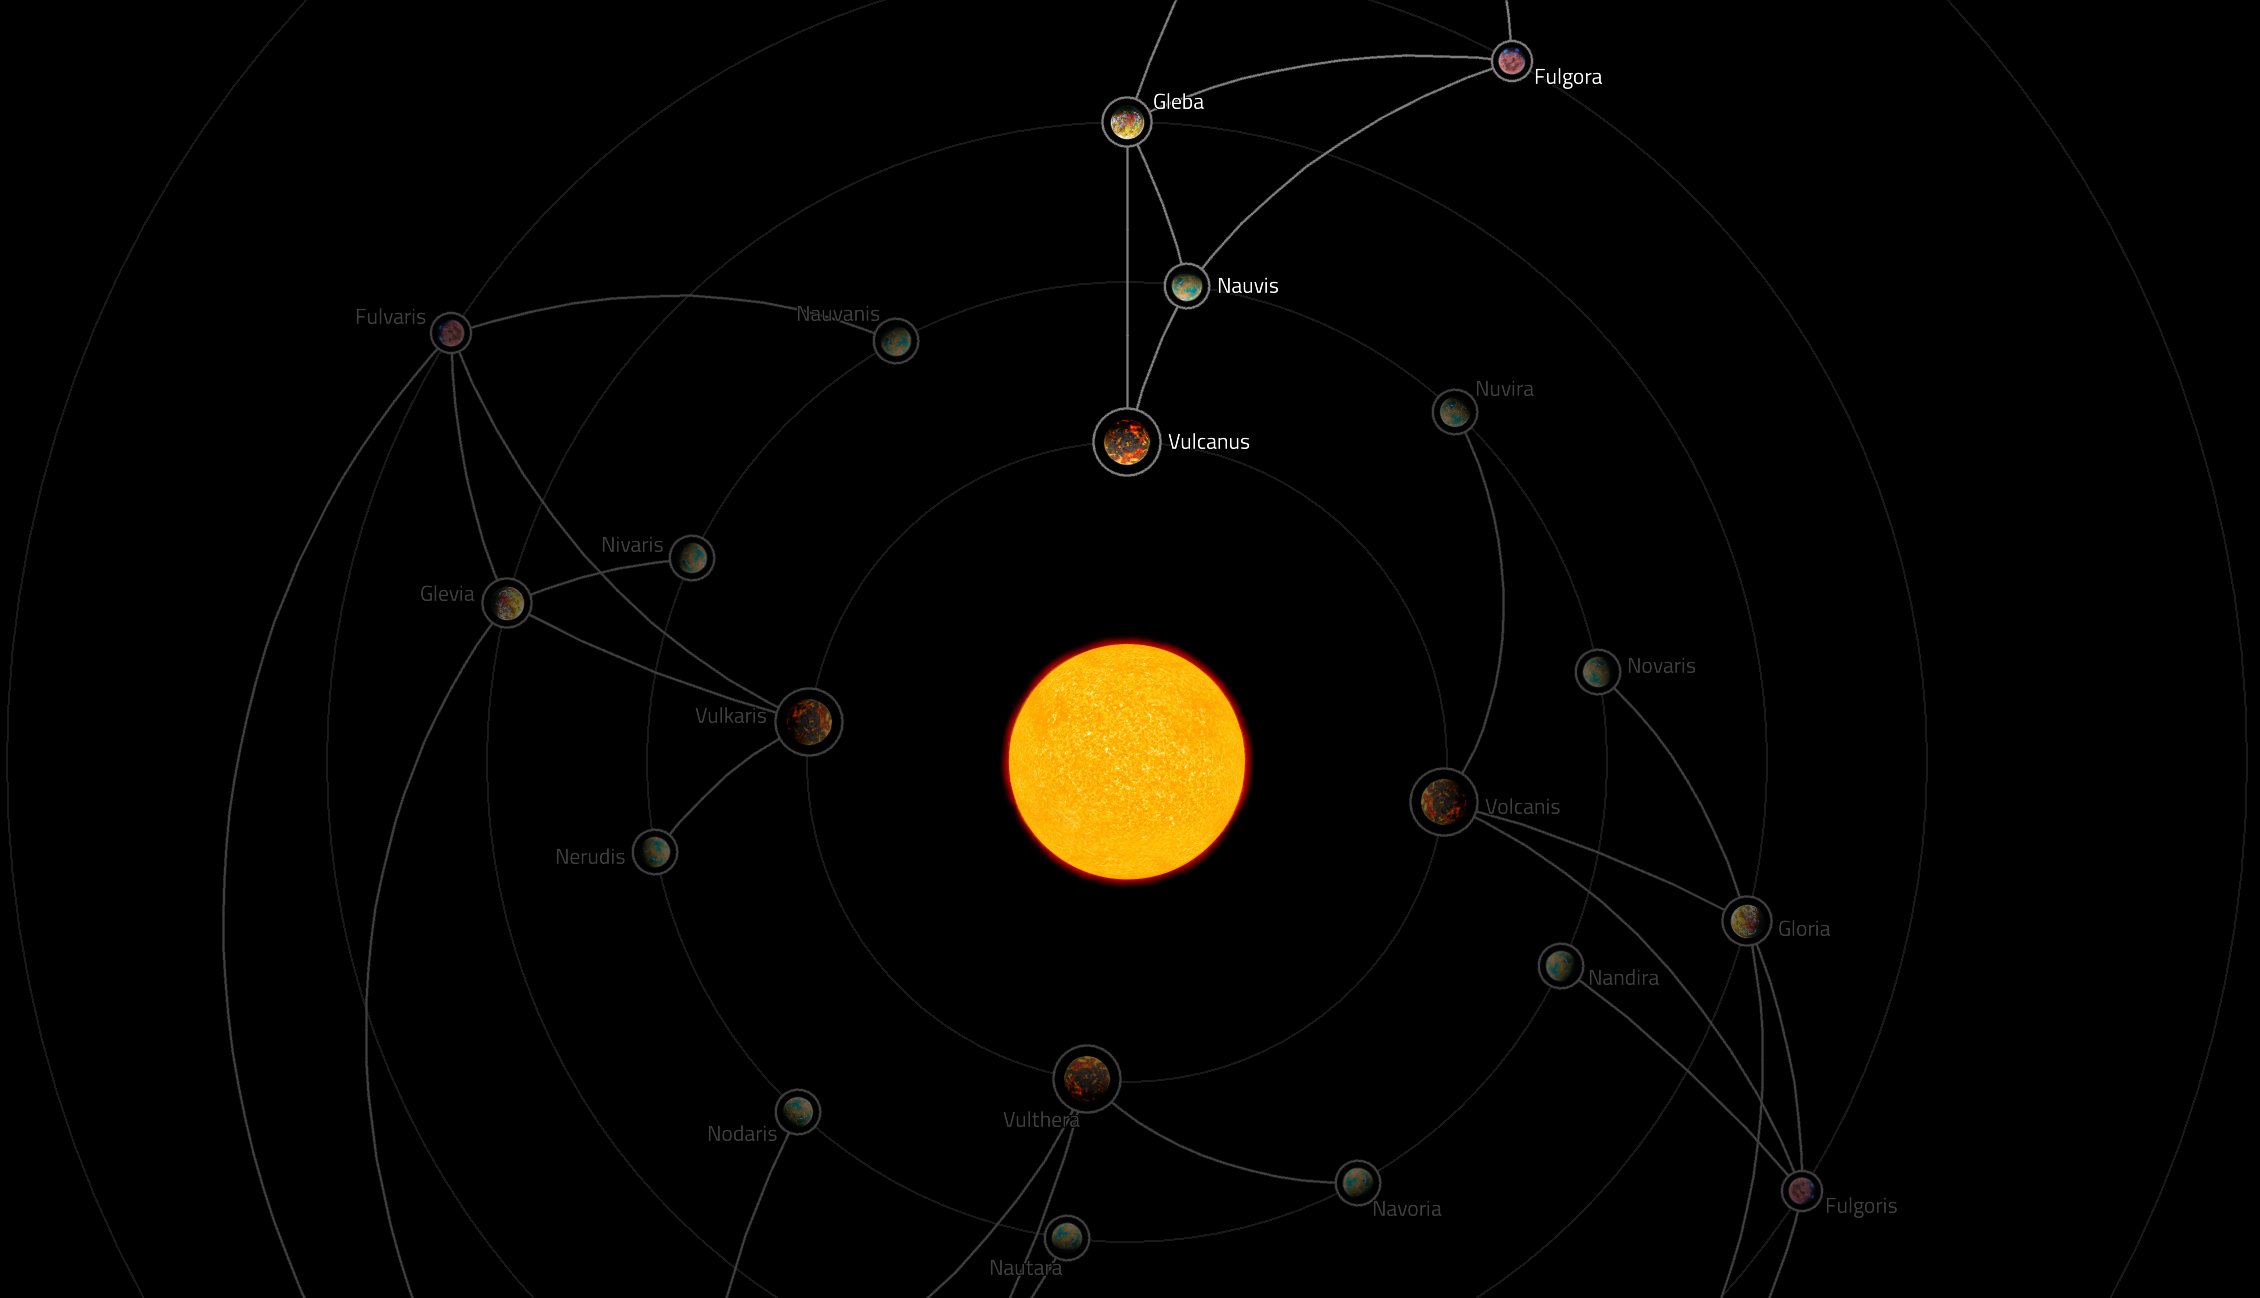 Fulgora
Gleba
Nauvis
Fulvaris
Nauvanis
Nuvira
Vulcanus
Nivaris
Glevia
Novaris
Vulkaris
Volcanis
Nerudis
Gloria
Nandira
Vulthera
Nodaris
Fulgoris
Navoria
Nautara